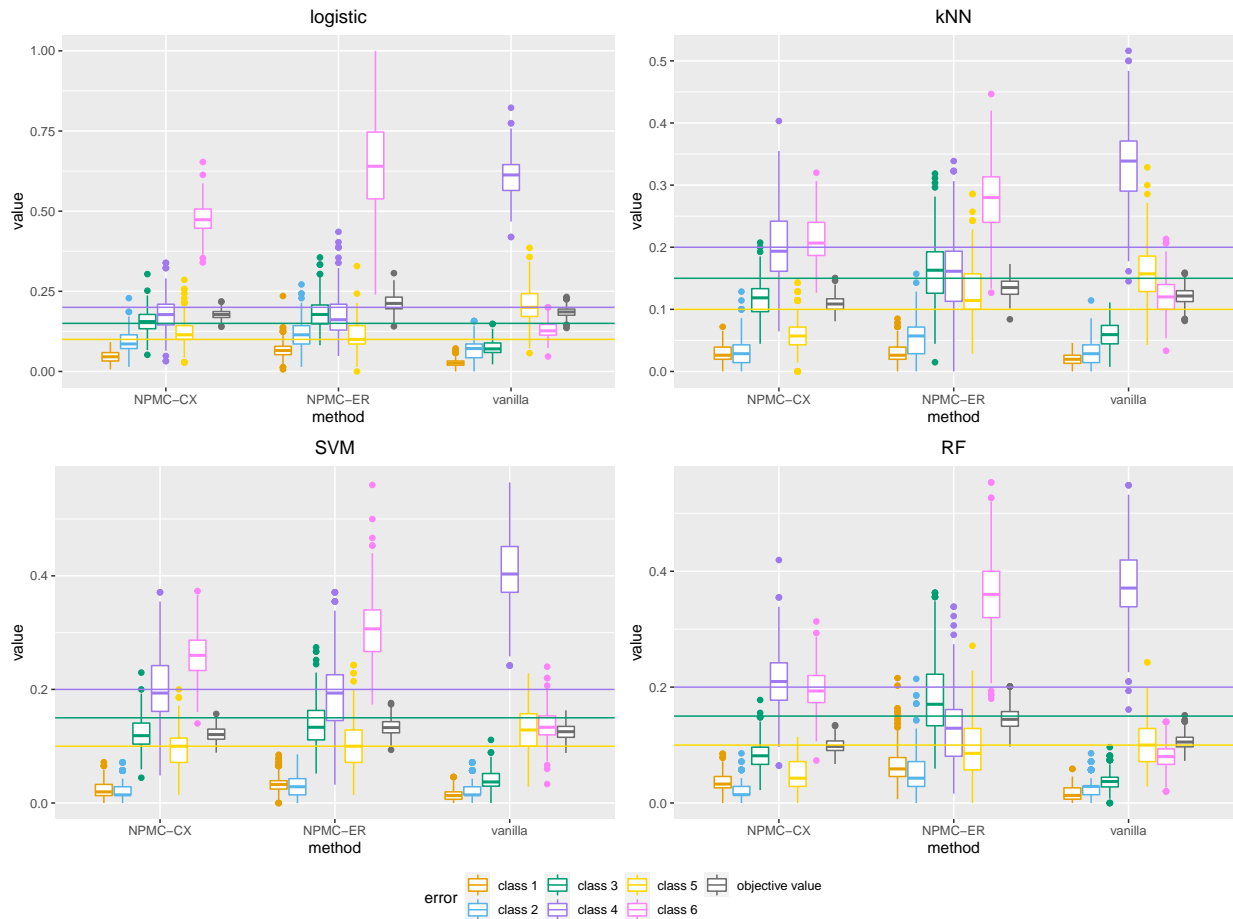 logistic
1.00
0.75
0.50
0.25
0.00
value
NPMC−CX NPMC−ER vanilla
method
kNN
0.5
0.4
0.3
0.2
0.1
0.0
value
NPMC−CX NPMC−ER vanilla
method
SVM
0.4
0.2
0.0
value
NPMC−CX NPMC−ER vanilla
method
RF
0.4
0.2
0.0
value
NPMC−CX NPMC−ER vanilla
method
error
class 1 class 3 class 5 objective value
class 2 class 4 class 6